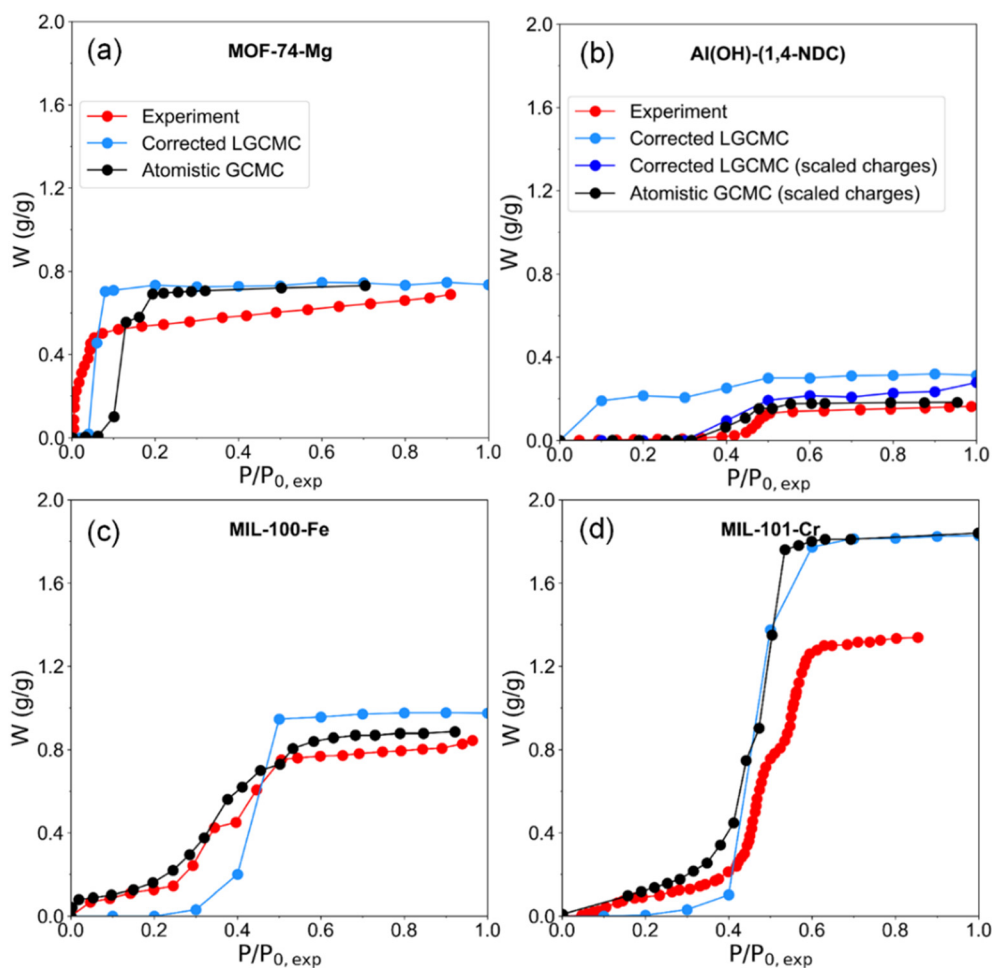 (a)
MOF-74-Mg
Experiment
Corrected LGCMC
Atomistic GCMC
W (g/g)
2.0
1.6
1.2
0.8
0.4
0.0
0.0 0.2 0.4 0.6 0.8 1.0
P/P0, exp
(b)
Al(OH)-(1,4-NDC)
Experiment
Corrected LGCMC
Corrected LGCMC (scaled charges)
Atomistic GCMC (scaled charges)
W (g/g)
2.0
1.6
1.2
0.8
0.4
0.0
0.0 0.2 0.4 0.6 0.8 1.0
P/P0, exp
(c)
MIL-100-Fe
W (g/g)
2.0
1.6
1.2
0.8
0.4
0.0
0.0 0.2 0.4 0.6 0.8 1.0
P/P0, exp
(d)
MIL-101-Cr
W (g/g)
2.0
1.6
1.2
0.8
0.4
0.0
0.0 0.2 0.4 0.6 0.8 1.0
P/P0, exp